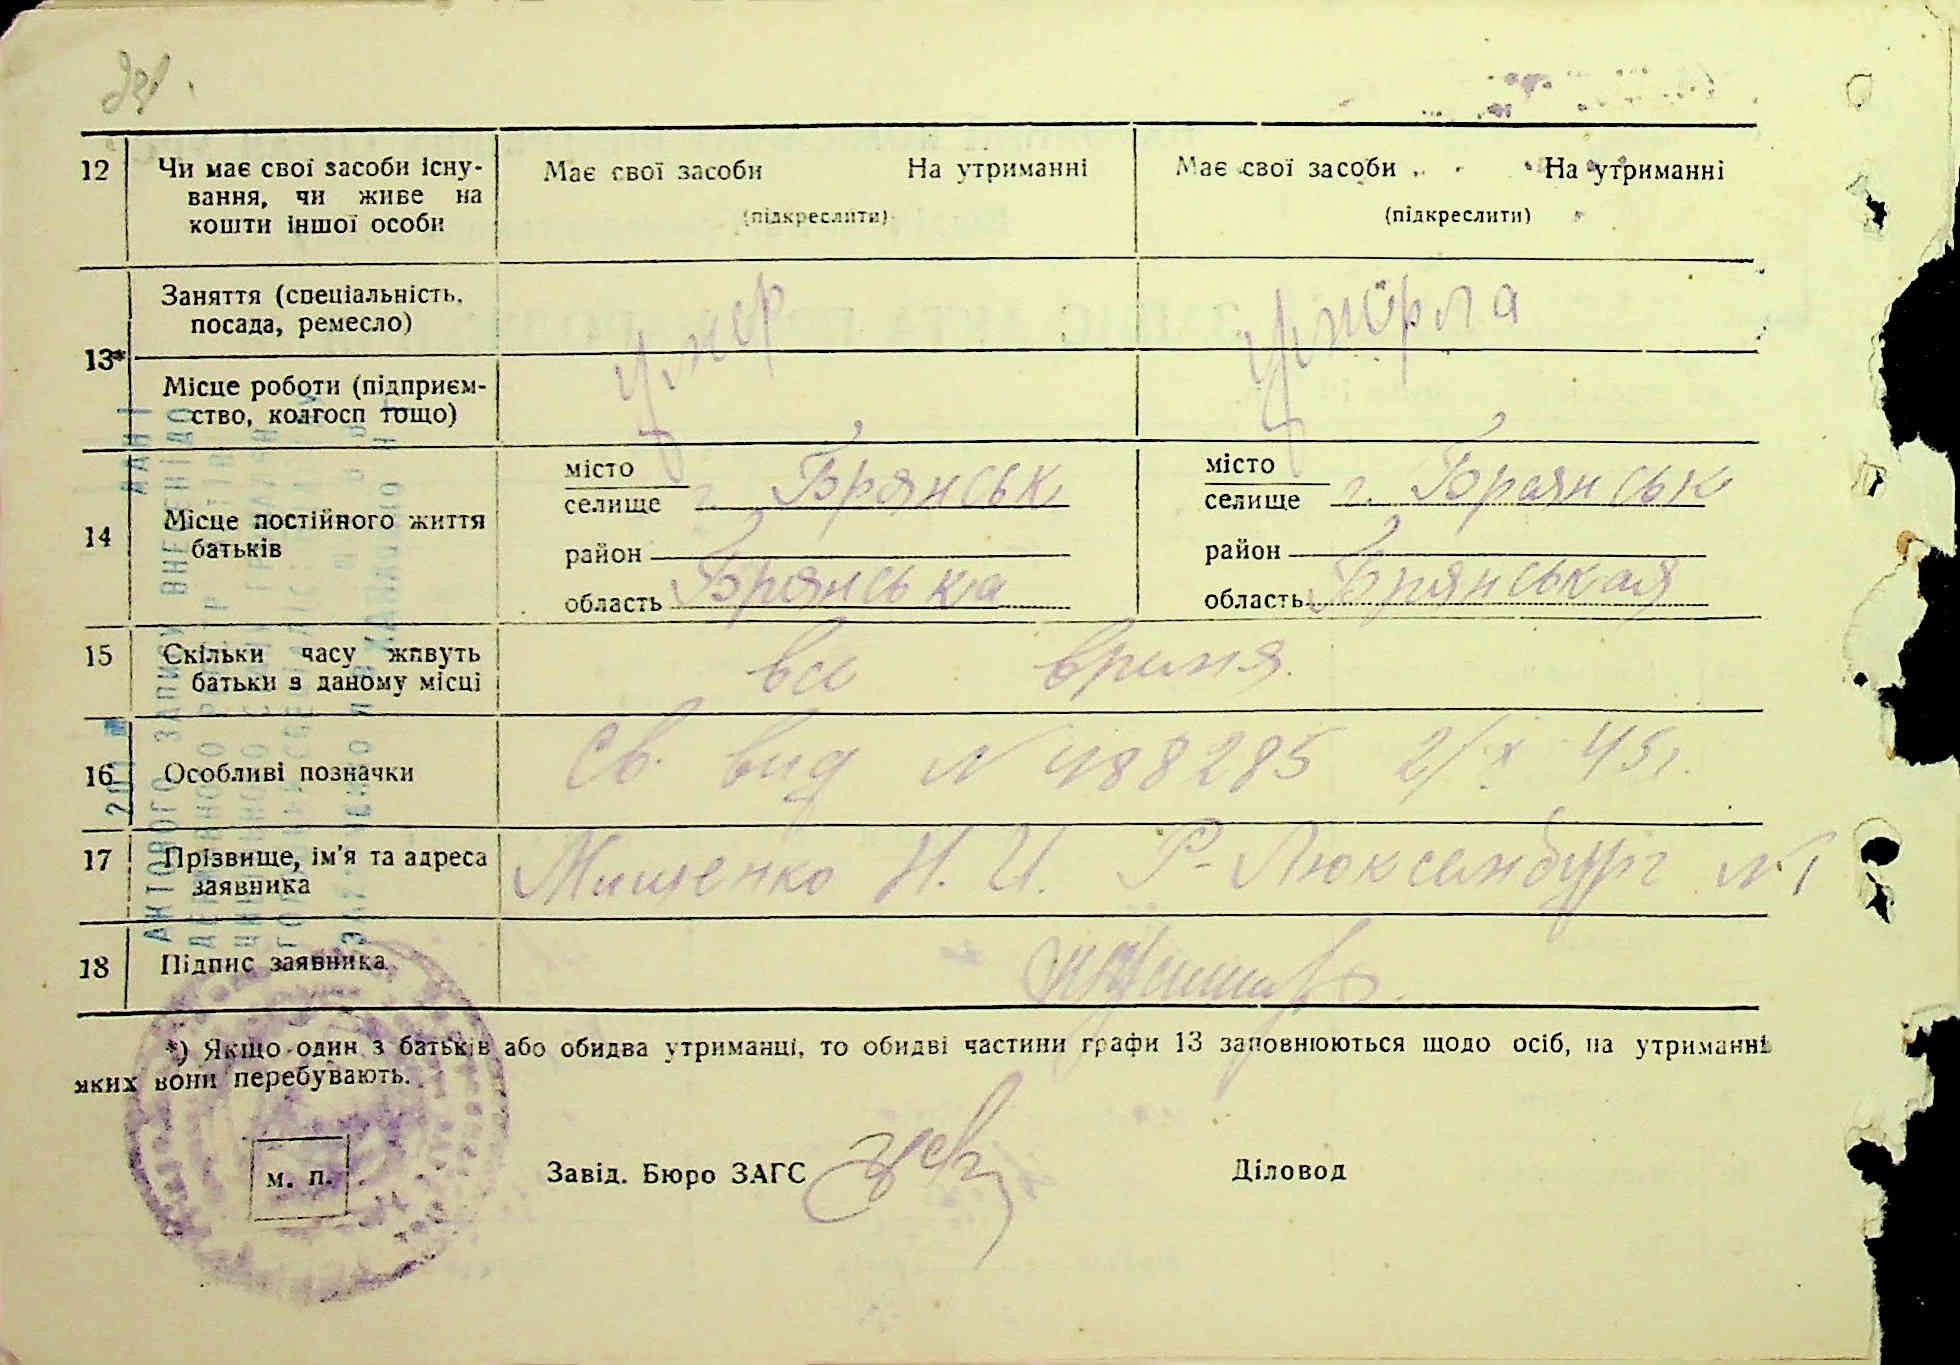 12 Чи має свої засоби існу- Має свої засоби На утриманні Має свої засоби На утриманні
вання, чи живе на
кошти іншої особи (підкреслити) (підкреслити)
Заняття (спеціальність,
посада, ремесло) умер умерла
13*
Місце роботи (підприєм-
ство, колгосп тощо)
місто місто
селище г. Брянськ селище г. Брянськ
14 Місце постійного життя
батьків
район район
область Брянська область Брянськая
15 Скільки часу живуть
батьки в даному місці все время.
16 Особливі позначки Св. вид N 488285 2/X 45г.
17 Прізвище, ім'я та адреса
заявника Мищенко Н. И. Р-Люксембург N 1
18 Підпис заявника
*) Якщо один з батьків або обидва утриманці, то обидві частини графи 13 заповнюються щодо осіб, на утриманні
яких вони перебувають.
м. п. Завід. Бюро ЗАГС Діловод